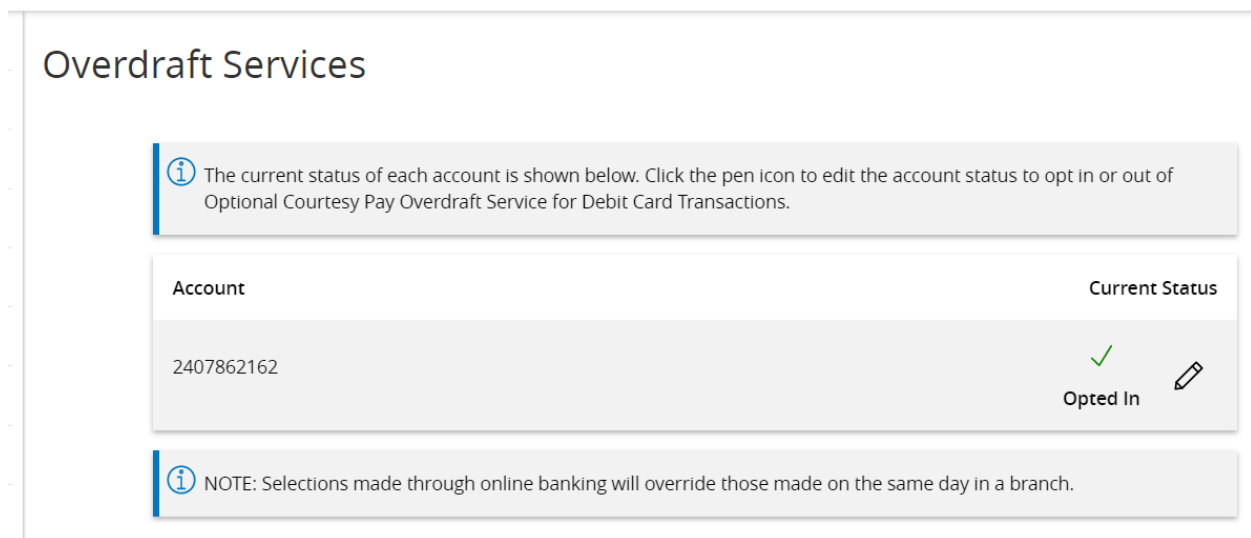 Overdraft Services
The current status of each account is shown below. Click the pen icon to edit the account status to opt in or out of
Optional Courtesy Pay Overdraft Service for Debit Card Transactions.
Account Current Status
2407862162
Opted In
NOTE: Selections made through online banking will override those made on the same day in a branch.